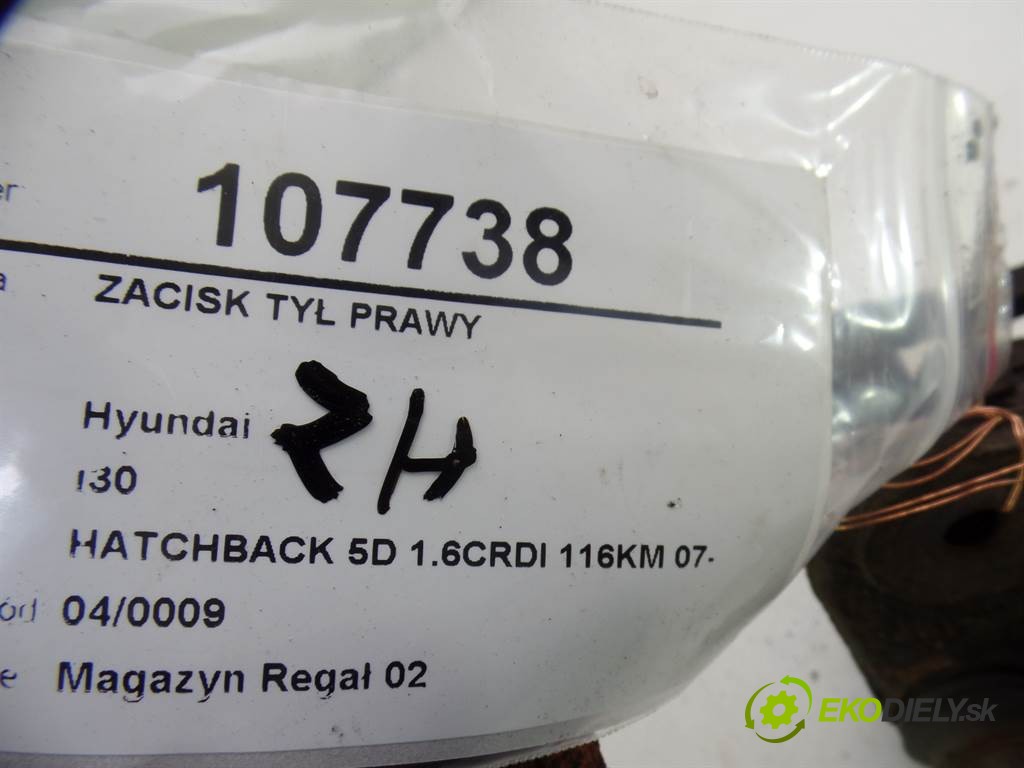 er 107738
a ZACISK TYŁ PRAWY
Hyundai
i30
HATCHBACK 5D 1.6CRDI 116KM 07-
ód 04/0009
e Magazyn Regał 02
EKODIELY.sk